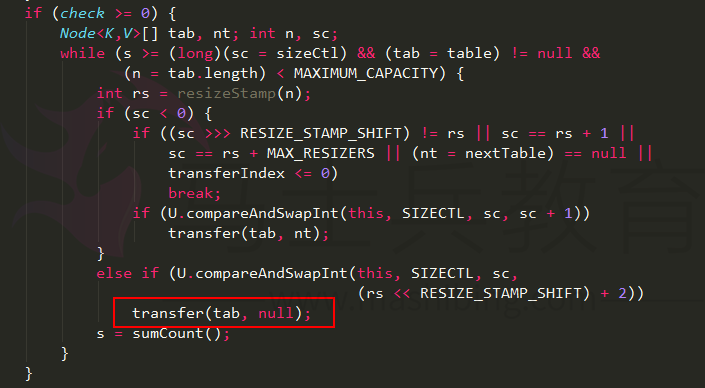 if (check >= 0) {
Node<K,V>[] tab, nt; int n, sc;
while (s >= (long)(sc = sizeCtl) && (tab = table) != null &&
(n = tab.length) < MAXIMUM_CAPACITY) {
int rs = resizeStamp(n);
if (sc < 0) {
if ((sc >>> RESIZE_STAMP_SHIFT) != rs || sc == rs + 1 ||
sc == rs + MAX_RESIZERS || (nt = nextTable) == null ||
transferIndex <= 0)
break;
if (U.compareAndSwapInt(this, SIZECTL, sc, sc + 1))
transfer(tab, nt);
}
else if (U.compareAndSwapInt(this, SIZECTL, sc,
(rs << RESIZE_STAMP_SHIFT) + 2))
transfer(tab, null);
s = sumCount();
}
}